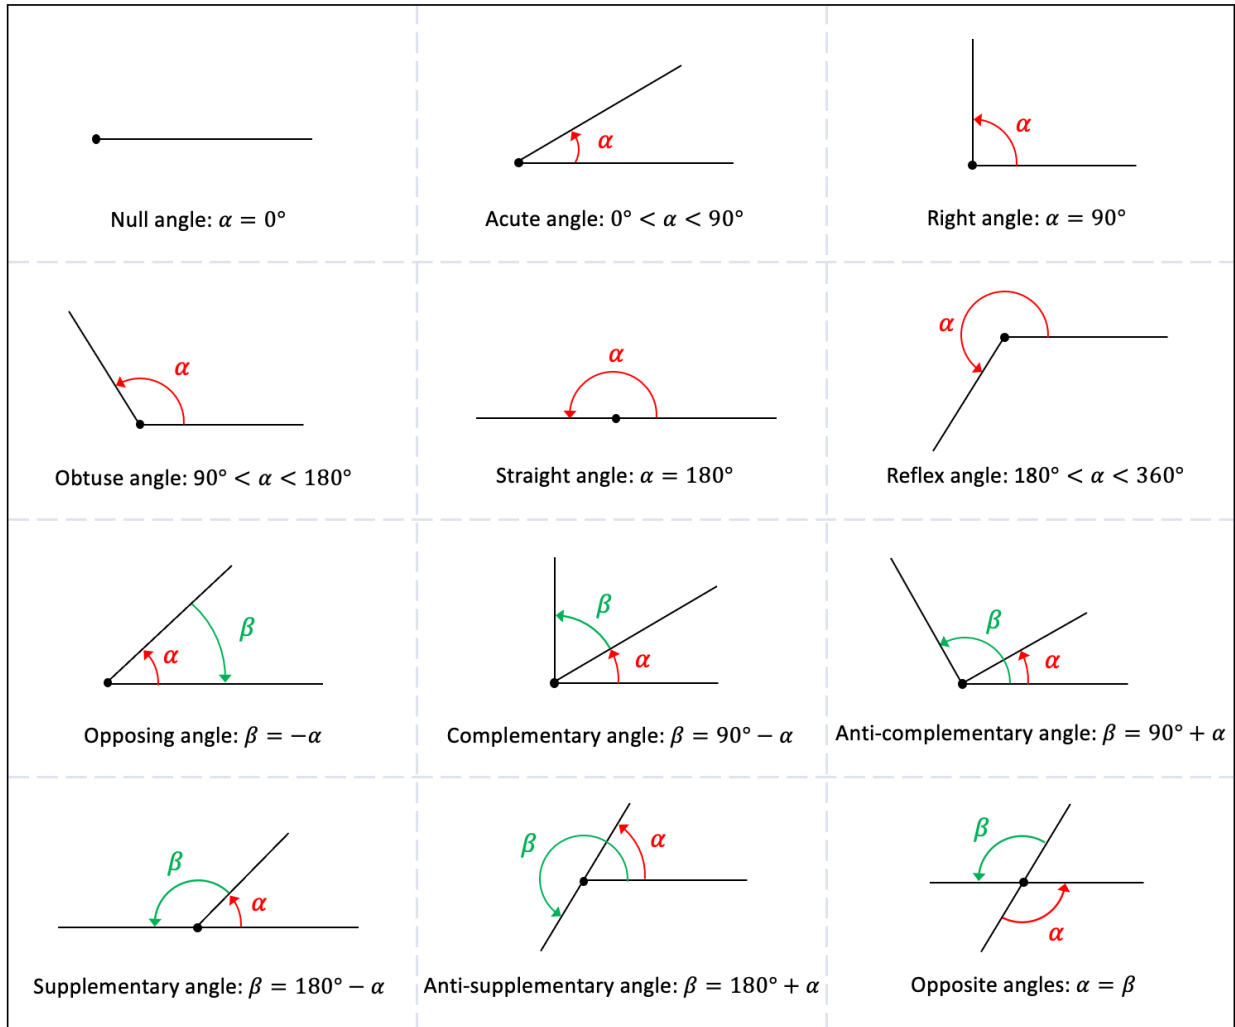 Null angle: α = 0°
α
Acute angle: 0° < α < 90°
α
Right angle: α = 90°
α
Obtuse angle: 90° < α < 180°
α
Straight angle: α = 180°
α
Reflex angle: 180° < α < 360°
β
α
Opposing angle: β = −α
β
α
Complementary angle: β = 90° − α
β
α
Anti-complementary angle: β = 90° + α
β
α
Supplementary angle: β = 180° − α
β
α
Anti-supplementary angle: β = 180° + α
β
α
Opposite angles: α = β